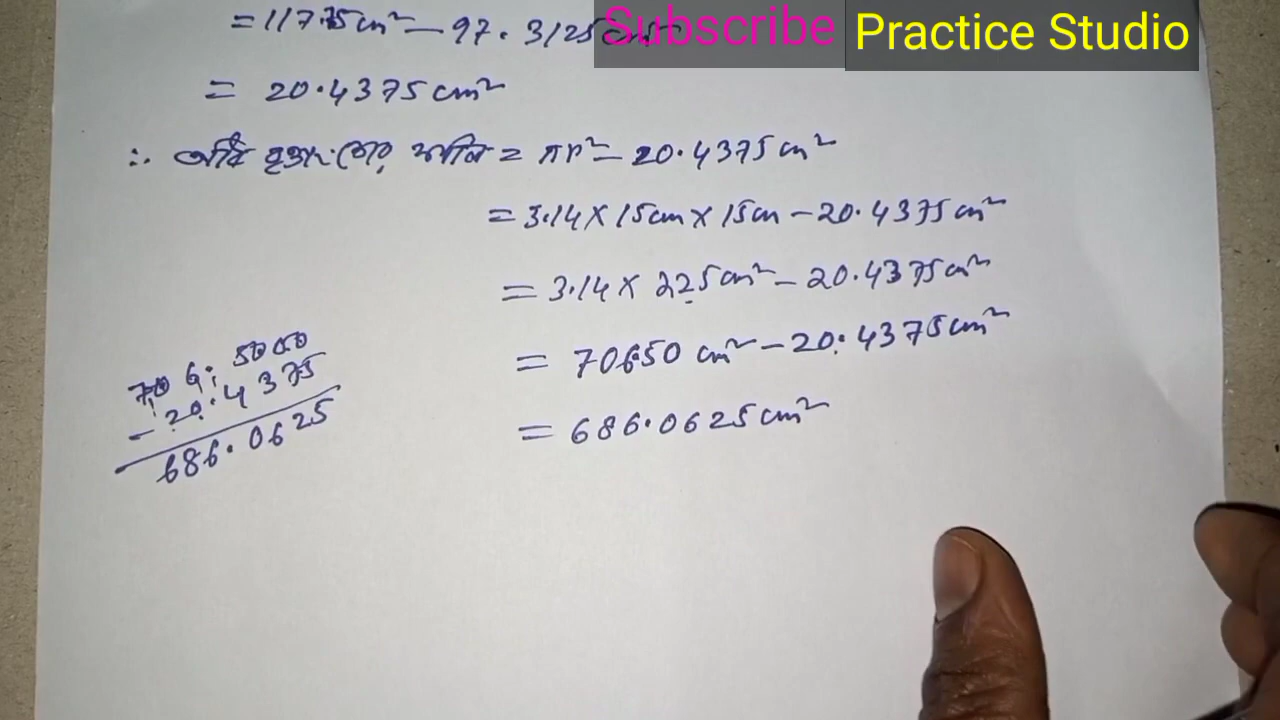 Subscribe Practice Studio
= 117.75 cm² - 97.3125 cm²
= 20.4375 cm²
∴ = πr² - 20.4375 cm²
= 3.14 × 15cm × 15cm - 20.4375 cm²
= 3.14 × 225 cm² - 20.4375 cm²
= 706.50 cm² - 20.4375 cm²
= 686.0625 cm²
706.5000
- 20.4375
686.0625